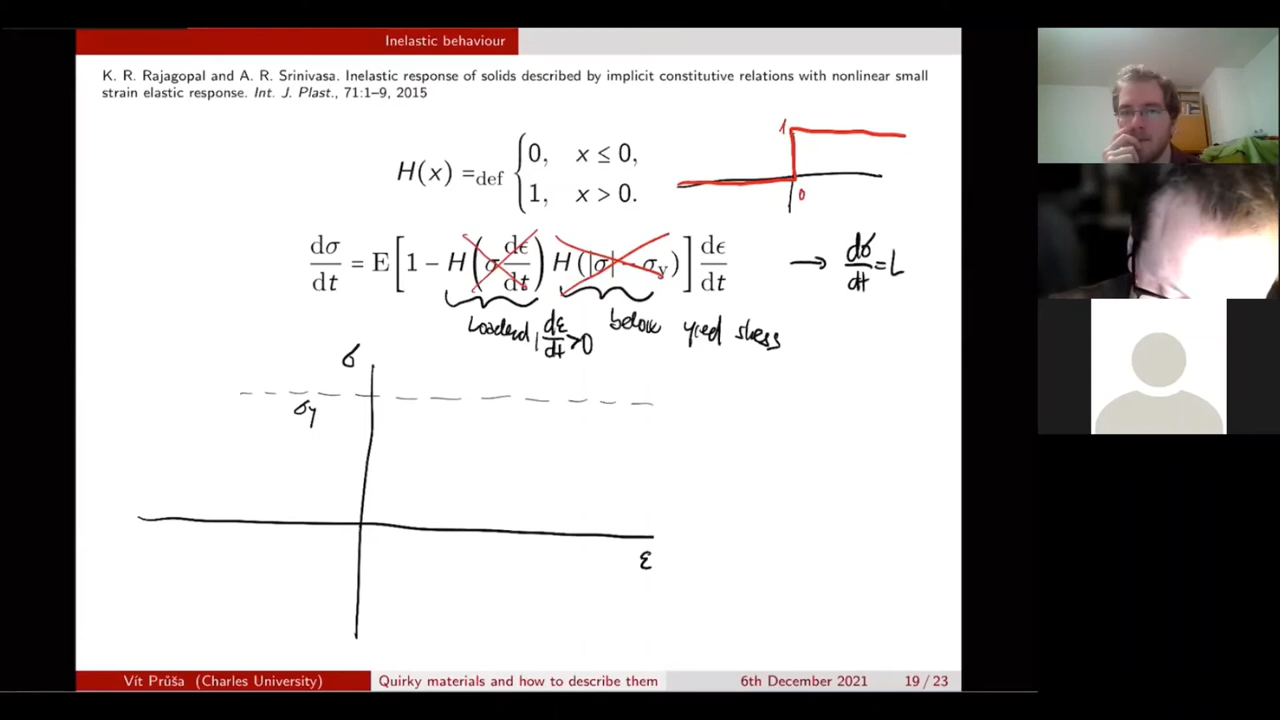 Inelastic behaviour
K. R. Rajagopal and A. R. Srinivasa. Inelastic response of solids described by implicit constitutive relations with nonlinear small
strain elastic response. Int. J. Plast., 71:1–9, 2015
H(x) =def { 0, x ≤ 0,
1, x > 0.
1
0
dσ/dt = E [ 1 − H ( σ dϵ/dt ) H ( |σ| − σy ) ] dϵ/dt → dσ/dt =
Loaded, dε/dt > 0 below yied stress
σ
σy
ε
Vít Průša (Charles University) Quirky materials and how to describe them 6th December 2021 19 / 23